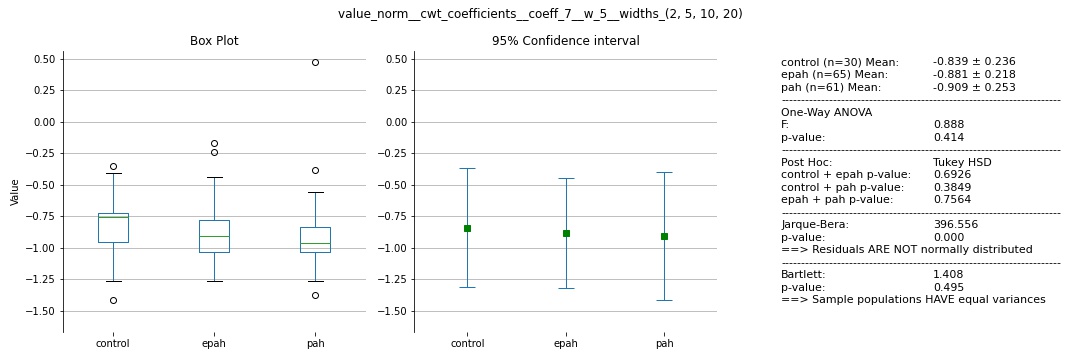 value_norm__cwt_coefficients__coeff_7__w_5__widths_(2, 5, 10, 20)
Box Plot
Value
0.50
0.25
0.00
−0.25
−0.50
−0.75
−1.00
−1.25
−1.50
control epah pah
95% Confidence interval
0.50
0.25
0.00
−0.25
−0.50
−0.75
−1.00
−1.25
−1.50
control epah pah
control (n=30) Mean: -0.839 ± 0.236
epah (n=65) Mean: -0.881 ± 0.218
pah (n=61) Mean: -0.909 ± 0.253
One-Way ANOVA
F: 0.888
p-value: 0.414
Post Hoc: Tukey HSD
control + epah p-value: 0.6926
control + pah p-value: 0.3849
epah + pah p-value: 0.7564
Jarque-Bera: 396.556
p-value: 0.000
==> Residuals ARE NOT normally distributed
Bartlett: 1.408
p-value: 0.495
==> Sample populations HAVE equal variances